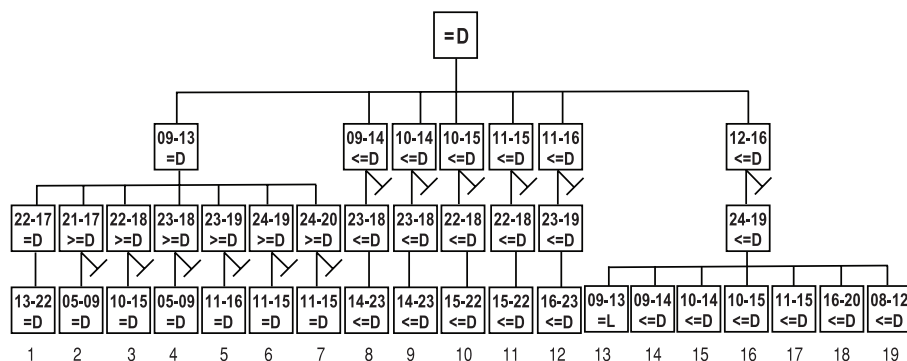 =D
09-13 09-14 10-14 10-15 11-15 11-16 12-16
=D <=D <=D <=D <=D <=D <=D
22-17 21-17 22-18 23-18 23-19 24-19 24-20 23-18 23-18 22-18 22-18 23-19 24-19
=D >=D >=D >=D >=D >=D >=D <=D <=D <=D <=D <=D <=D
13-22 05-09 10-15 05-09 11-16 11-15 11-15 14-23 14-23 15-22 15-22 16-23 09-13 09-14 10-14 10-15 11-15 16-20 08-12
=D =D =D =D =D =D =D <=D <=D <=D <=D <=D =L <=D <=D <=D <=D <=D <=D
1 2 3 4 5 6 7 8 9 10 11 12 13 14 15 16 17 18 19